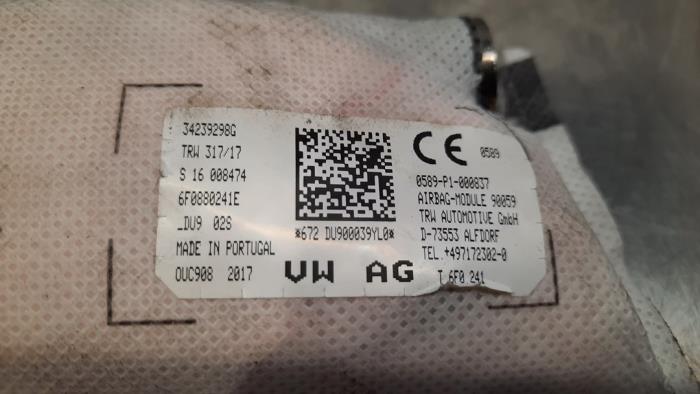 34239298G
TRW 317/17
S 16 008474
6F0880241E
_DU9 02S
MADE IN PORTUGAL
OUC908 2017
*672 DU900039YL0*
VW AG
CE 0589
0589-P1-000837
AIRBAG-MODULE 90059
TRW AUTOMOTIVE GmbH
D-73553 ALFDORF
TEL.+497172302-0
T 6F0 241